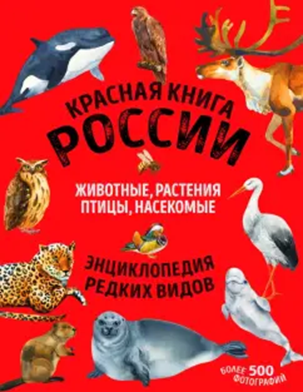 КРАСНАЯ КНИГА
РОССИИ
ЖИВОТНЫЕ, РАСТЕНИЯ
ПТИЦЫ, НАСЕКОМЫЕ
ЭНЦИКЛОПЕДИЯ
РЕДКИХ ВИДОВ
БОЛЕЕ 500
ФОТОГРАФИЙ